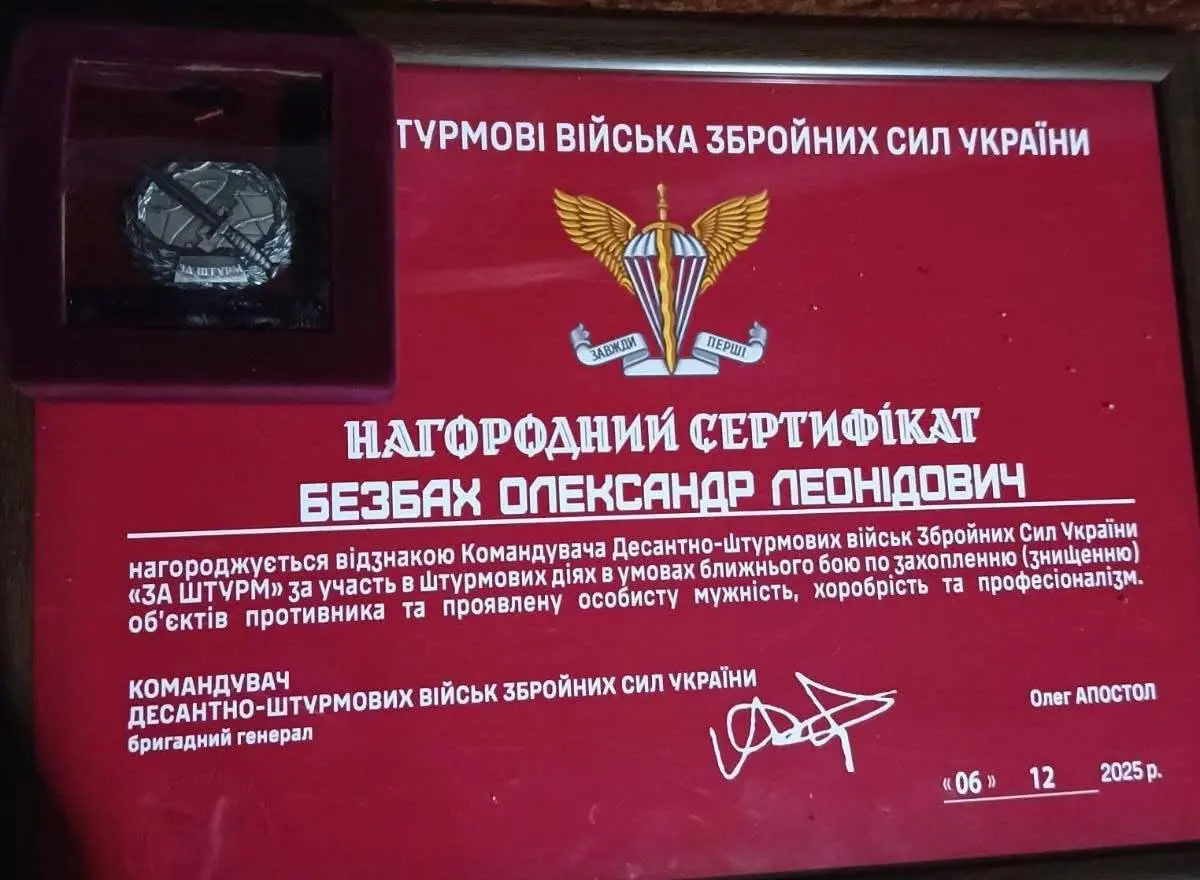 ТУРМОВІ ВІЙСЬКА ЗБРОЙНИХ СИЛ УКРАЇНИ
ЗА ШТУРМ
ЗАВЖДИ ПЕРШІ
НАГОРОДНИЙ СЕРТИФІКАТ
БЕЗБАХ ОЛЕКСАНДР ЛЕОНІДОВИЧ
нагороджується відзнакою Командувача Десантно-штурмових військ Збройних Сил України
«ЗА ШТУРМ» за участь в штурмових діях в умовах ближнього бою по захопленню (знищенню)
об'єктів противника та проявлену особисту мужність, хоробрість та професіоналізм.
КОМАНДУВАЧ
ДЕСАНТНО-ШТУРМОВИХ ВІЙСЬК ЗБРОЙНИХ СИЛ УКРАЇНИ
бригадний генерал
Олег АПОСТОЛ
«06» 12 2025 р.